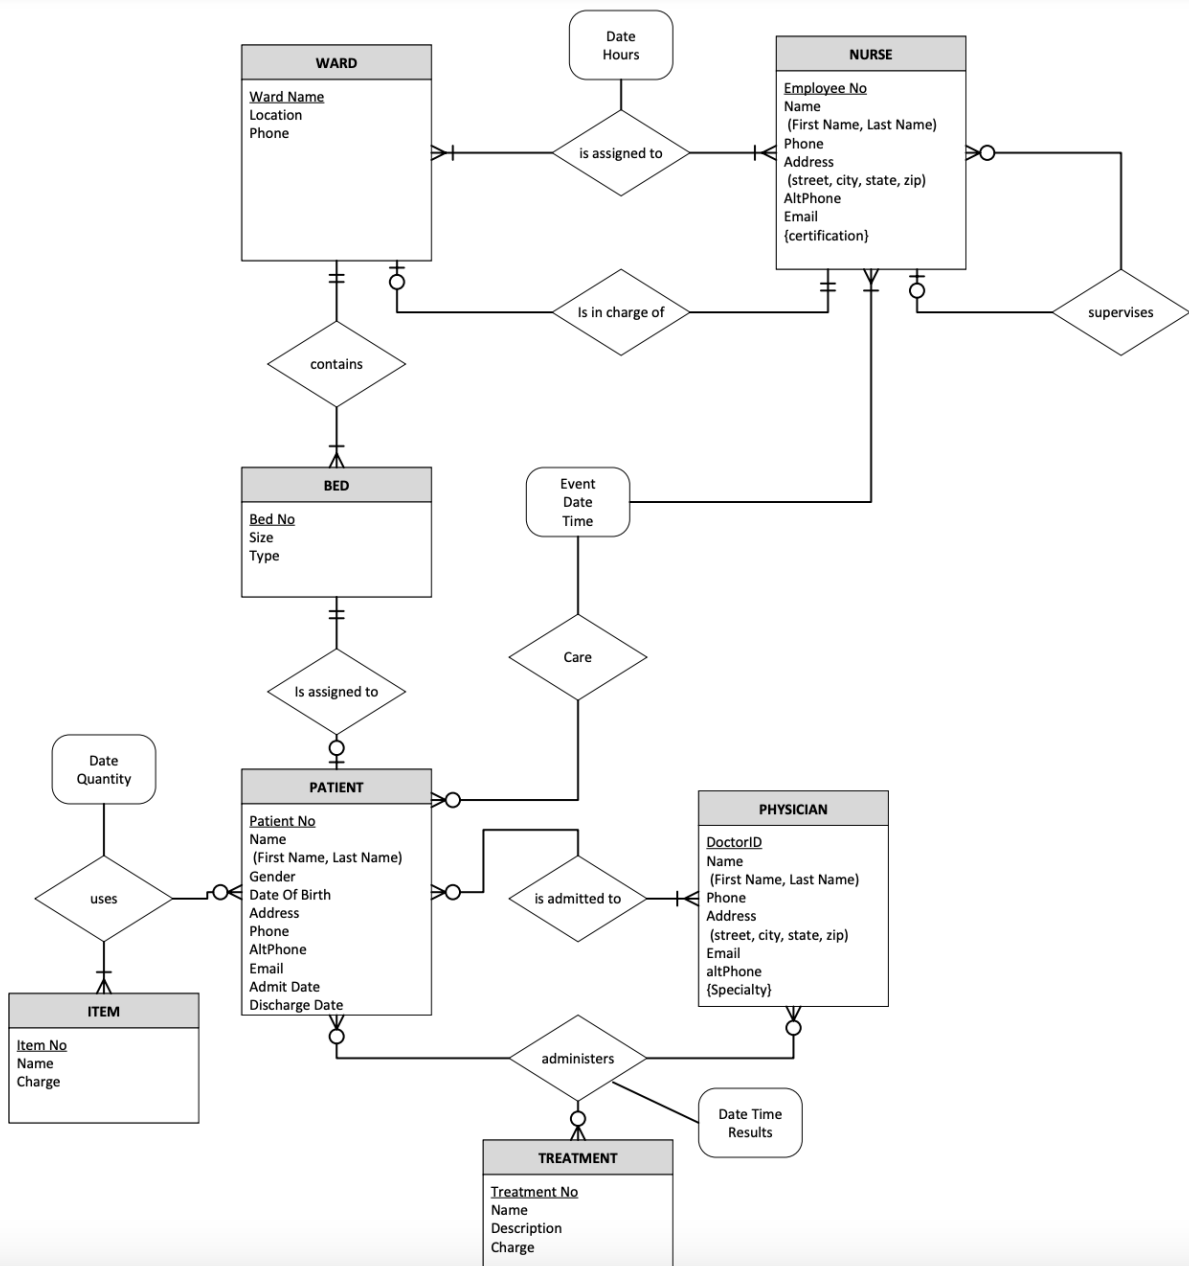 Date
Hours
WARD
Ward Name
Location
Phone
is assigned to
NURSE
Employee No
Name
(First Name, Last Name)
Phone
Address
(street, city, state, zip)
AltPhone
Email
{certification}
Is in charge of
supervises
contains
BED
Bed No
Size
Type
Event
Date
Time
Care
Is assigned to
Date
Quantity
uses
PATIENT
Patient No
Name
(First Name, Last Name)
Gender
Date Of Birth
Address
Phone
AltPhone
Email
Admit Date
Discharge Date
is admitted to
PHYSICIAN
DoctorID
Name
(First Name, Last Name)
Phone
Address
(street, city, state, zip)
Email
altPhone
{Specialty}
ITEM
Item No
Name
Charge
administers
Date Time
Results
TREATMENT
Treatment No
Name
Description
Charge